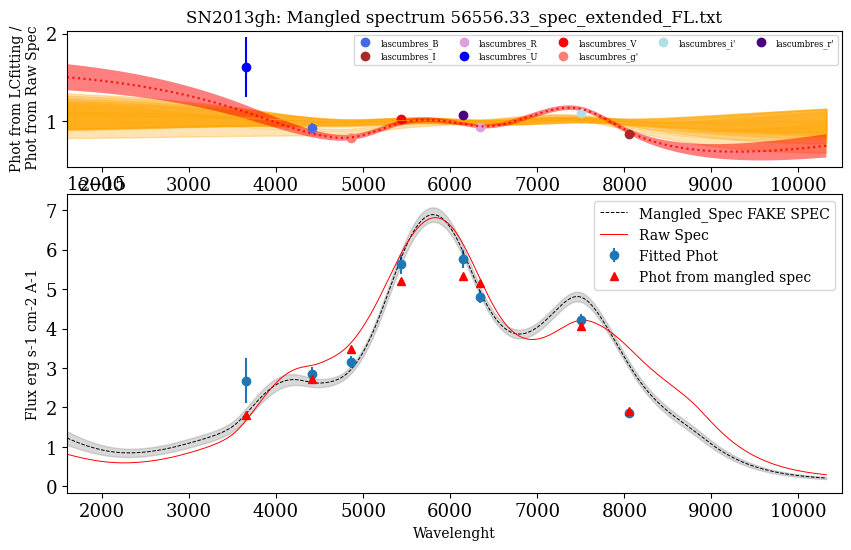 SN2013gh: Mangled spectrum 56556.33_spec_extended_FL.txt
Phot from LCfitting /
Phot from Raw Spec
2
1
lascumbres_B
lascumbres_R
lascumbres_V
lascumbres_i'
lascumbres_r'
lascumbres_I
lascumbres_U
lascumbres_g'
2000 3000 4000 5000 6000 7000 8000 9000 10000
Flux erg s-1 cm-2 A-1
7
6
5
4
3
2
1
0
Mangled_Spec FAKE SPEC
Raw Spec
Fitted Phot
Phot from mangled spec
2000 3000 4000 5000 6000 7000 8000 9000 10000
Wavelenght